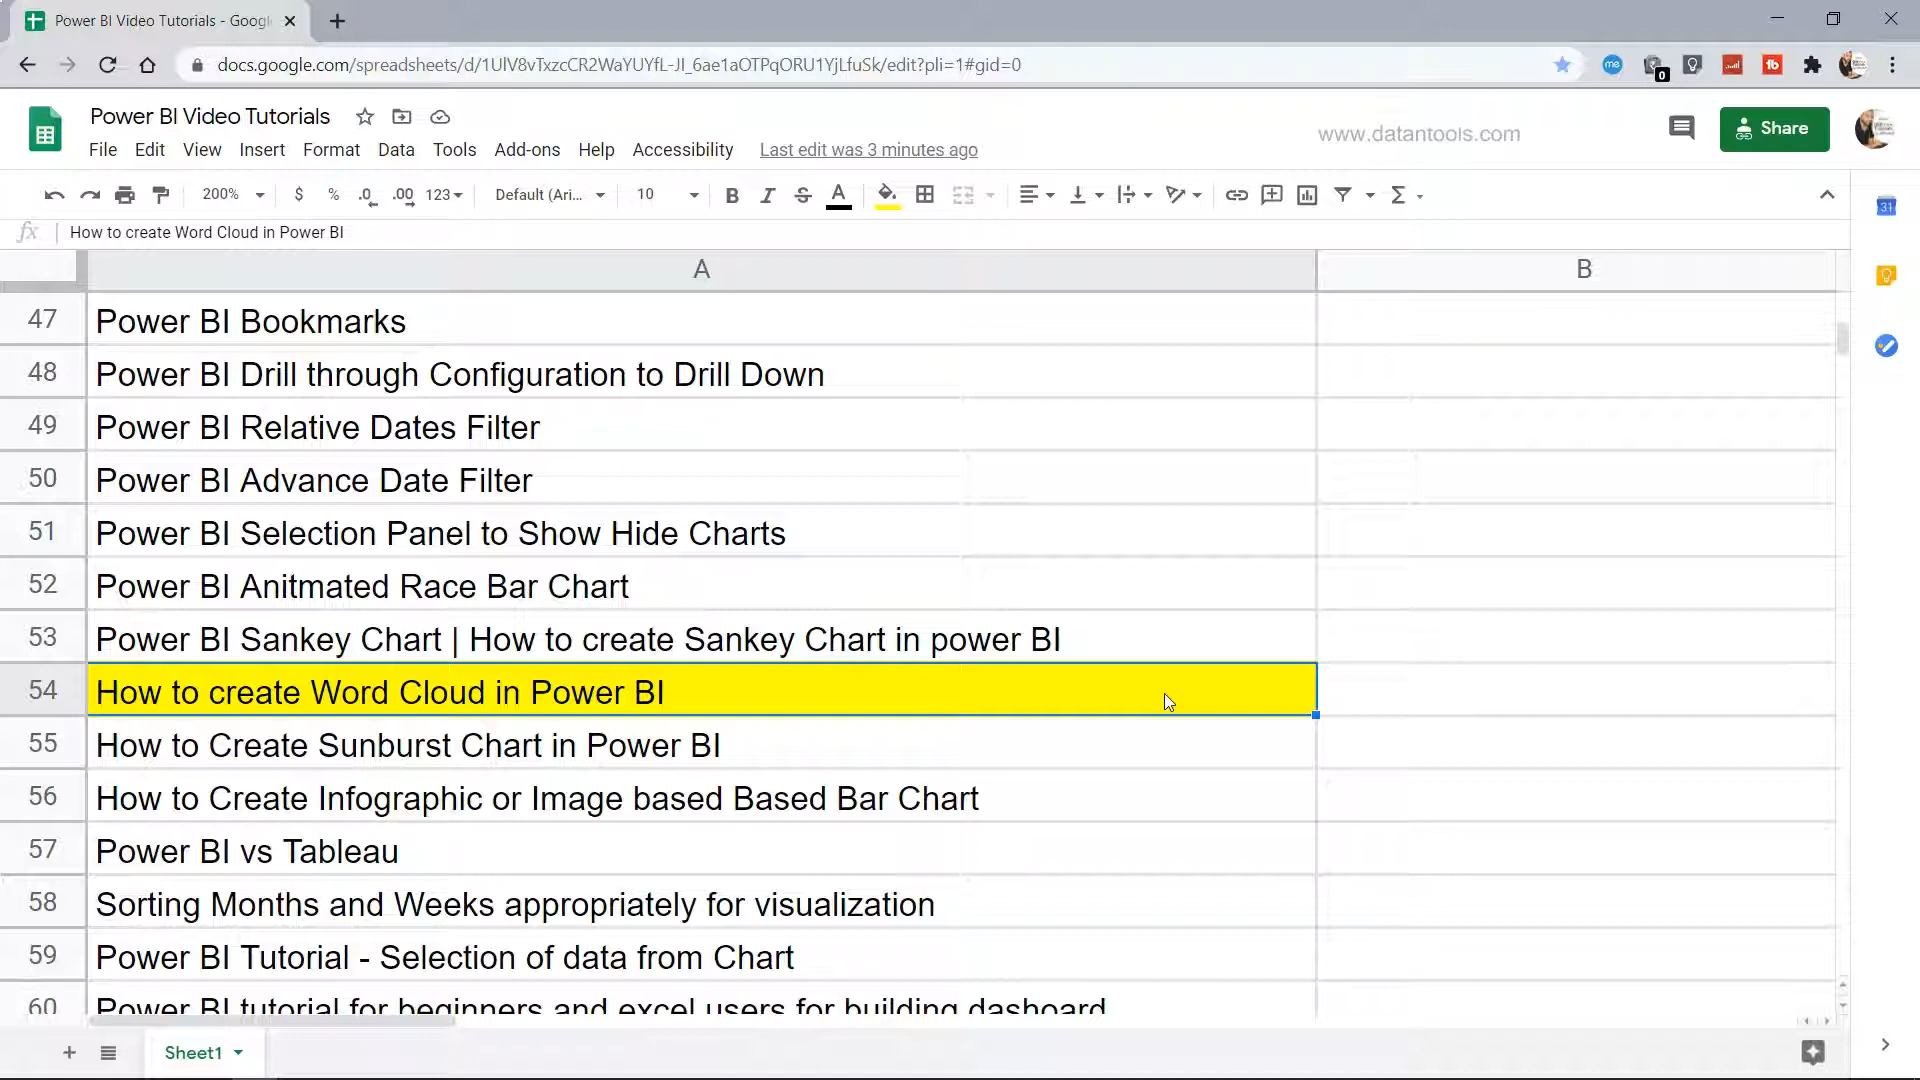 Power BI Video Tutorials - Googl
docs.google.com/spreadsheets/d/1UlV8vTxzcCR2WaYUYfL-JI_6ae1aOTPqORU1YjLfuSk/edit?pli=1#gid=0
me
0
Power BI Video Tutorials
www.datantools.com
Share
File Edit View Insert Format Data Tools Add-ons Help Accessibility Last edit was 3 minutes ago
200% $ % .0 .00 123 Default (Ari... 10 B I S A Σ
31
fx How to create Word Cloud in Power BI
A B
47 Power BI Bookmarks
48 Power BI Drill through Configuration to Drill Down
49 Power BI Relative Dates Filter
50 Power BI Advance Date Filter
51 Power BI Selection Panel to Show Hide Charts
52 Power BI Anitmated Race Bar Chart
53 Power BI Sankey Chart | How to create Sankey Chart in power BI
54 How to create Word Cloud in Power BI
55 How to Create Sunburst Chart in Power BI
56 How to Create Infographic or Image based Based Bar Chart
57 Power BI vs Tableau
58 Sorting Months and Weeks appropriately for visualization
59 Power BI Tutorial - Selection of data from Chart
60 Power BI tutorial for beginners and excel users for building dashoard
Sheet1